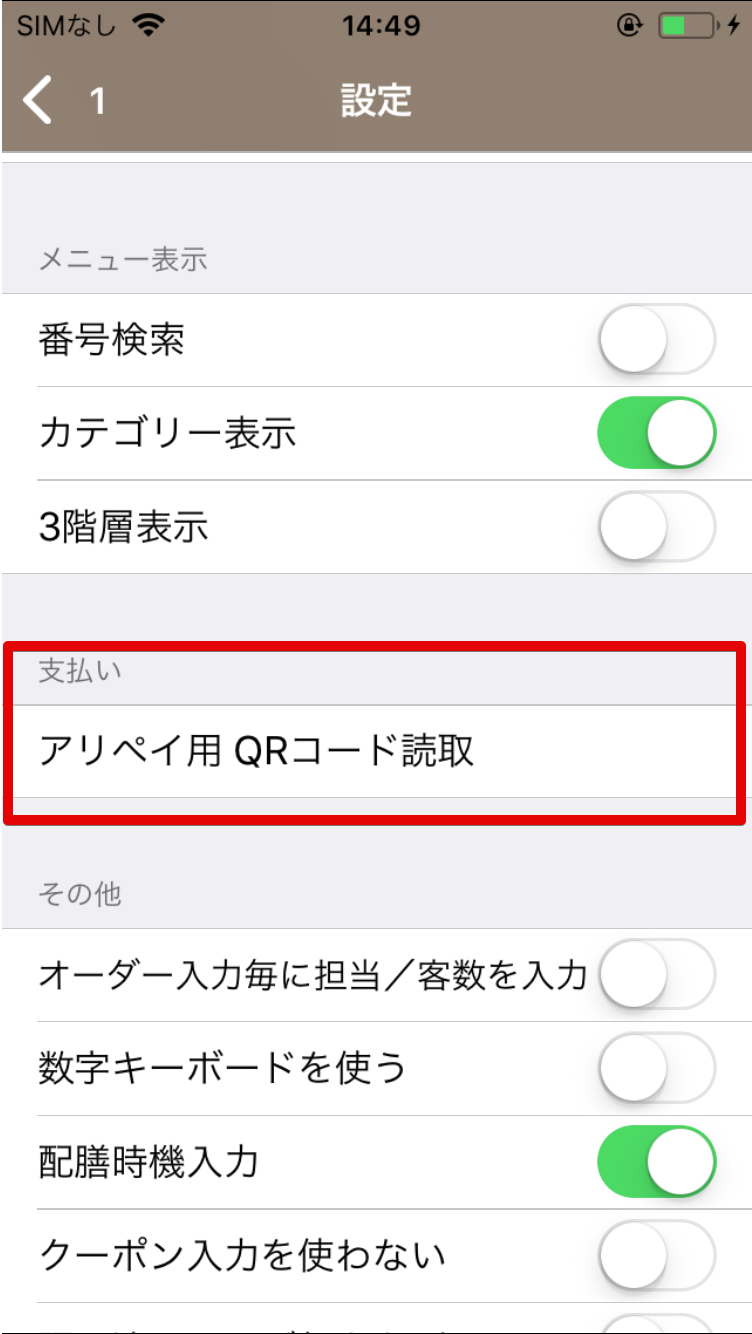 SIMなし 14:49
1 設定
メニュー表示
番号検索
カテゴリー表示
3階層表示
支払い
アリペイ用 QRコード読取
その他
オーダー入力毎に担当／客数を入力
数字キーボードを使う
配膳時機入力
クーポン入力を使わない